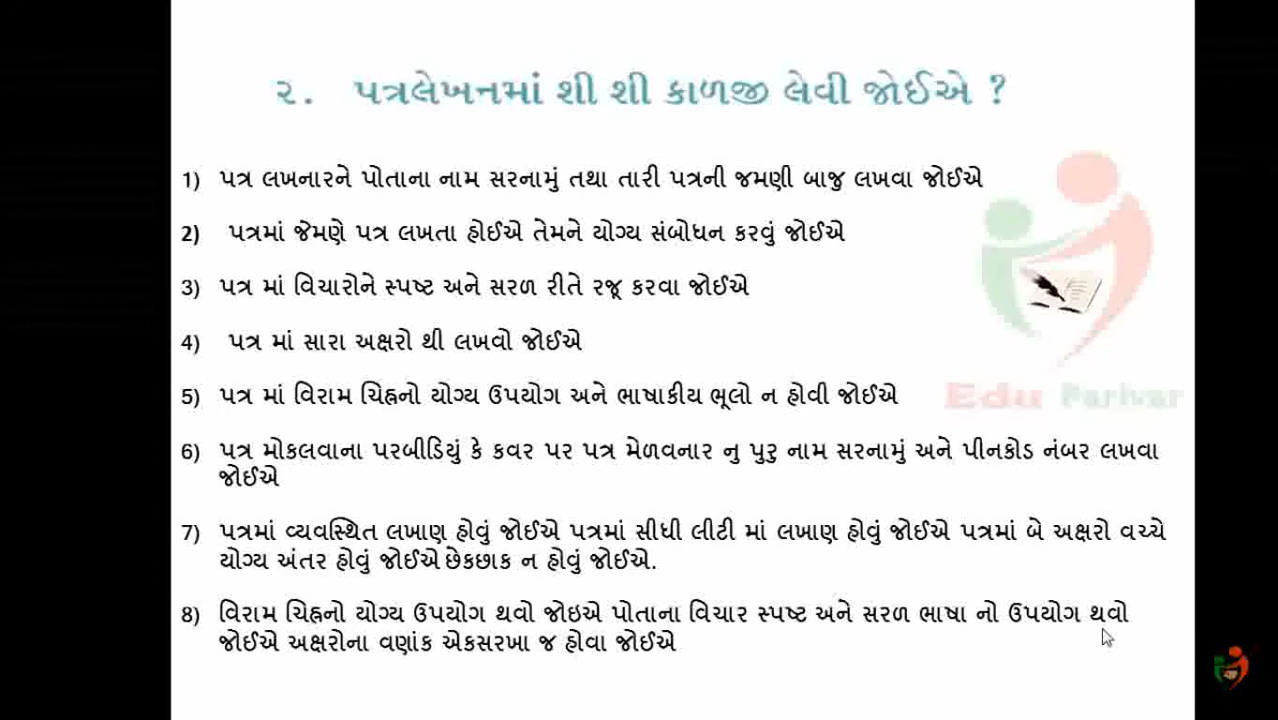 ૨. પત્રલેખનમાં શી શી કાળજી લેવી જોઈએ ?
1) પત્ર લખનારને પોતાના નામ સરનામું તથા તારી પત્રની જમણી બાજુ લખવા જોઈએ
2) પત્રમાં જેમણે પત્ર લખતા હોઈએ તેમને યોગ્ય સંબોધન કરવું જોઈએ
3) પત્ર માં વિચારોને સ્પષ્ટ અને સરળ રીતે રજૂ કરવા જોઈએ
4) પત્ર માં સારા અક્ષરો થી લખવો જોઈએ
5) પત્ર માં વિરામ ચિહ્નનો યોગ્ય ઉપયોગ અને ભાષાકીય ભૂલો ન હોવી જોઈએ
Edu Parivar
6) પત્ર મોકલવાના પરબીડિયું કે કવર પર પત્ર મેળવનાર નુ પુરુ નામ સરનામું અને પીનકોડ નંબર લખવા
જોઈએ
7) પત્રમાં વ્યવસ્થિત લખાણ હોવું જોઈએ પત્રમાં સીધી લીટી માં લખાણ હોવું જોઈએ પત્રમાં બે અક્ષરો વચ્ચે
યોગ્ય અંતર હોવું જોઈએ છેકછાક ન હોવું જોઈએ.
8) વિરામ ચિહ્નનો યોગ્ય ઉપયોગ થવો જોઇએ પોતાના વિચાર સ્પષ્ટ અને સરળ ભાષા નો ઉપયોગ થવો
જોઈએ અક્ષરોના વણાંક એકસરખા જ હોવા જોઈએ